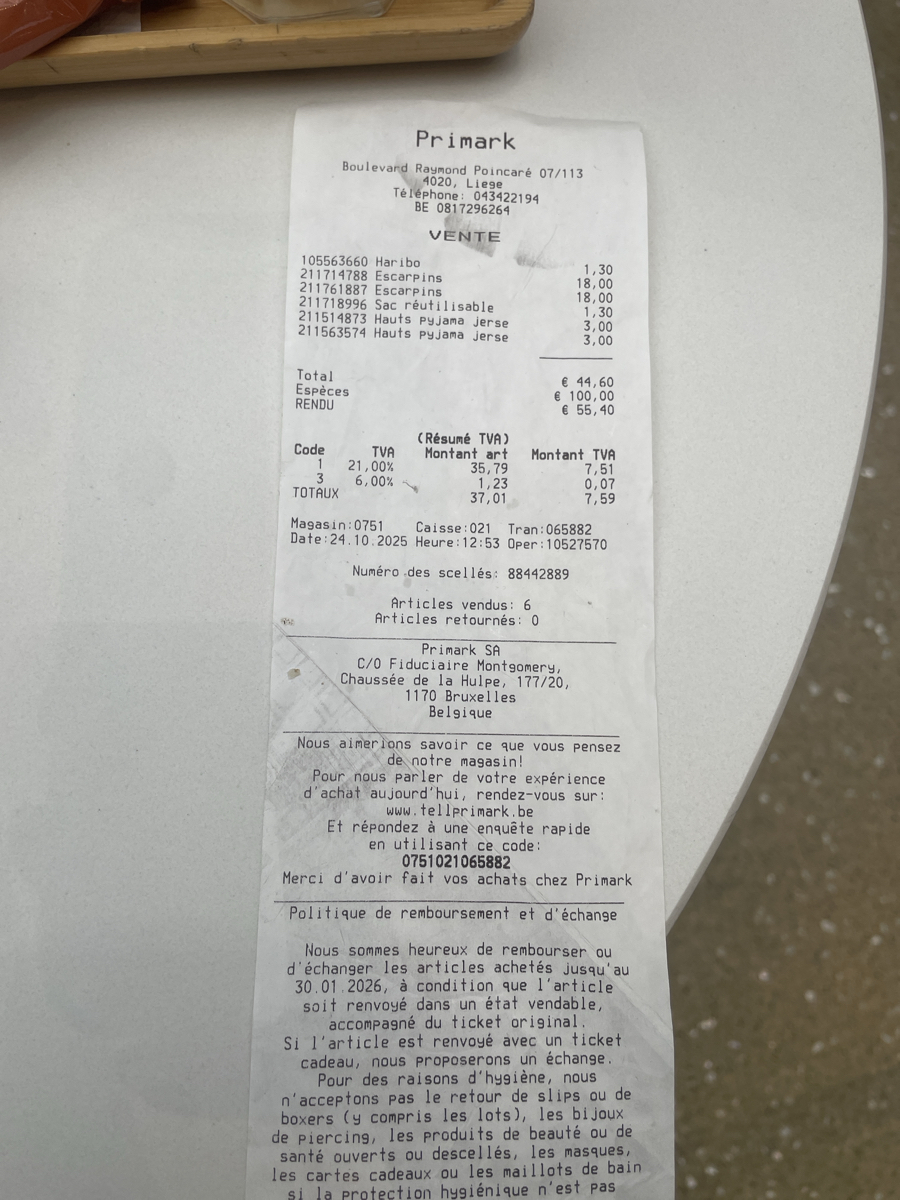 Primark
Boulevard Raymond Poincaré 07/113
4020, Liege
Téléphone: 043422194
BE 0817296264
VENTE
105563660 Haribo 1,30
211714788 Escarpins 18,00
211761887 Escarpins 18,00
211718996 Sac réutilisable 1,30
211514873 Hauts pyjama jerse 3,00
211563574 Hauts pyjama jerse 3,00
Total € 44,60
Espèces € 100,00
RENDU € 55,40
(Résumé TVA)
Code TVA Montant art Montant TVA
1 21,00% 35,79 7,51
3 6,00% 1,23 0,07
TOTAUX 37,01 7,59
Magasin:0751 Caisse:021 Tran:065882
Date:24.10.2025 Heure:12:53 Oper:10527570
Numéro des scellés: 88442889
Articles vendus: 6
Articles retournés: 0
Primark SA
C/O Fiduciaire Montgomery,
Chaussée de la Hulpe, 177/20,
1170 Bruxelles
Belgique
Nous aimerions savoir ce que vous pensez
de notre magasin!
Pour nous parler de votre expérience
d'achat aujourd'hui, rendez-vous sur:
www.tellprimark.be
Et répondez à une enquête rapide
en utilisant ce code:
0751021065882
Merci d'avoir fait vos achats chez Primark
Politique de remboursement et d'échange
Nous sommes heureux de rembourser ou
d'échanger les articles achetés jusqu'au
30.01.2026, à condition que l'article
soit renvoyé dans un état vendable,
accompagné du ticket original.
Si l'article est renvoyé avec un ticket
cadeau, nous proposerons un échange.
Pour des raisons d'hygiène, nous
n'acceptons pas le retour de slips ou de
boxers (y compris les lots), les bijoux
de piercing, les produits de beauté ou de
santé ouverts ou descellés, les masques,
les cartes cadeaux ou les maillots de bain
si la protection hygiénique n'est pas